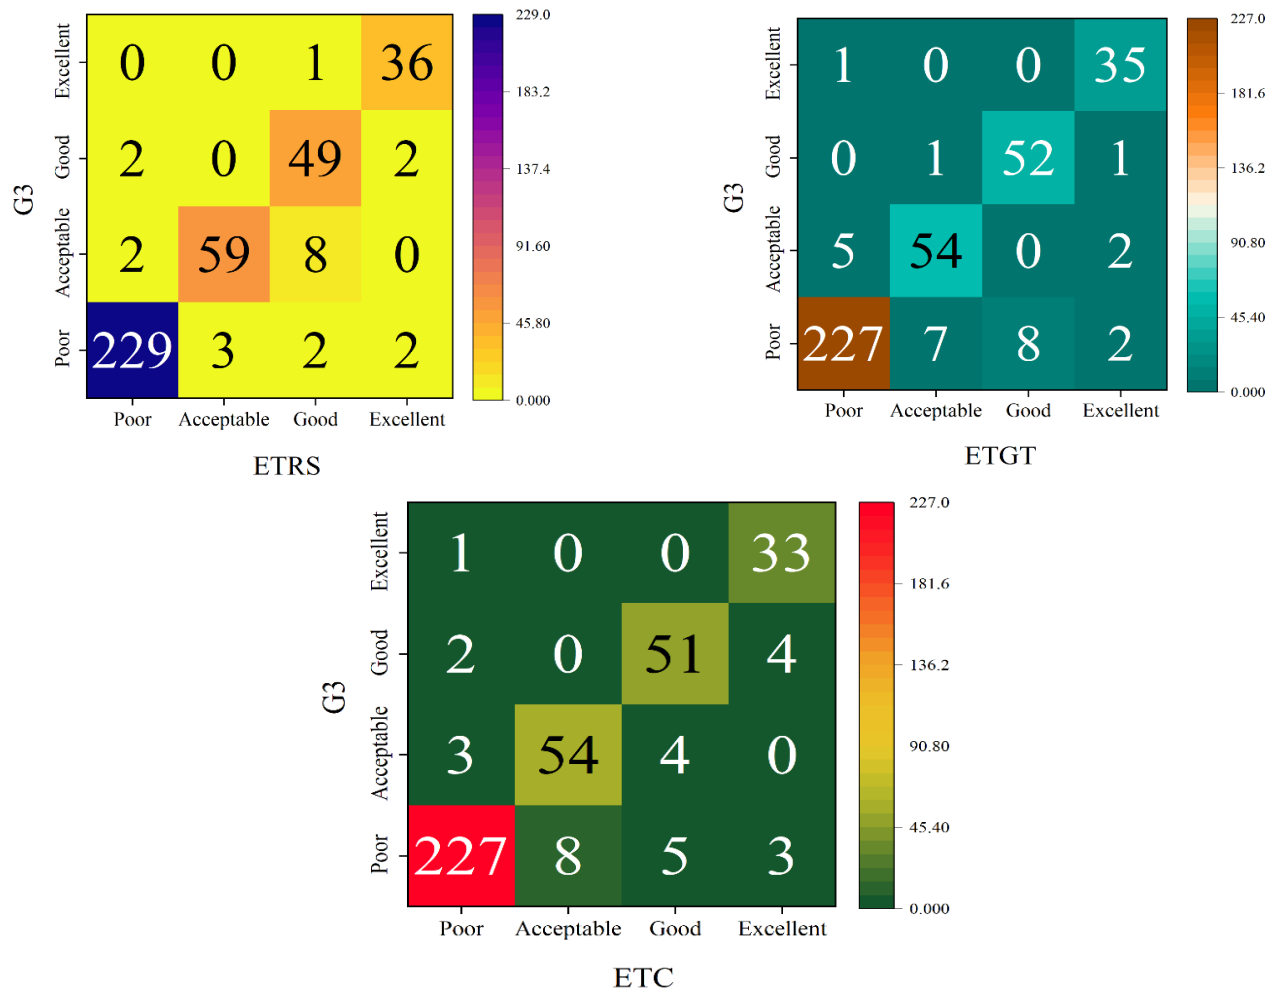 Excellent 0 0 1 36
Good 2 0 49 2
Acceptable 2 59 8 0
Poor 229 3 2 2
Poor Acceptable Good Excellent
G3
ETRS
229.0
183.2
137.4
91.60
45.80
0.000
Excellent 1 0 0 35
Good 0 1 52 1
Acceptable 5 54 0 2
Poor 227 7 8 2
Poor Acceptable Good Excellent
G3
ETGT
227.0
181.6
136.2
90.80
45.40
0.000
Excellent 1 0 0 33
Good 2 0 51 4
Acceptable 3 54 4 0
Poor 227 8 5 3
Poor Acceptable Good Excellent
G3
ETC
227.0
181.6
136.2
90.80
45.40
0.000